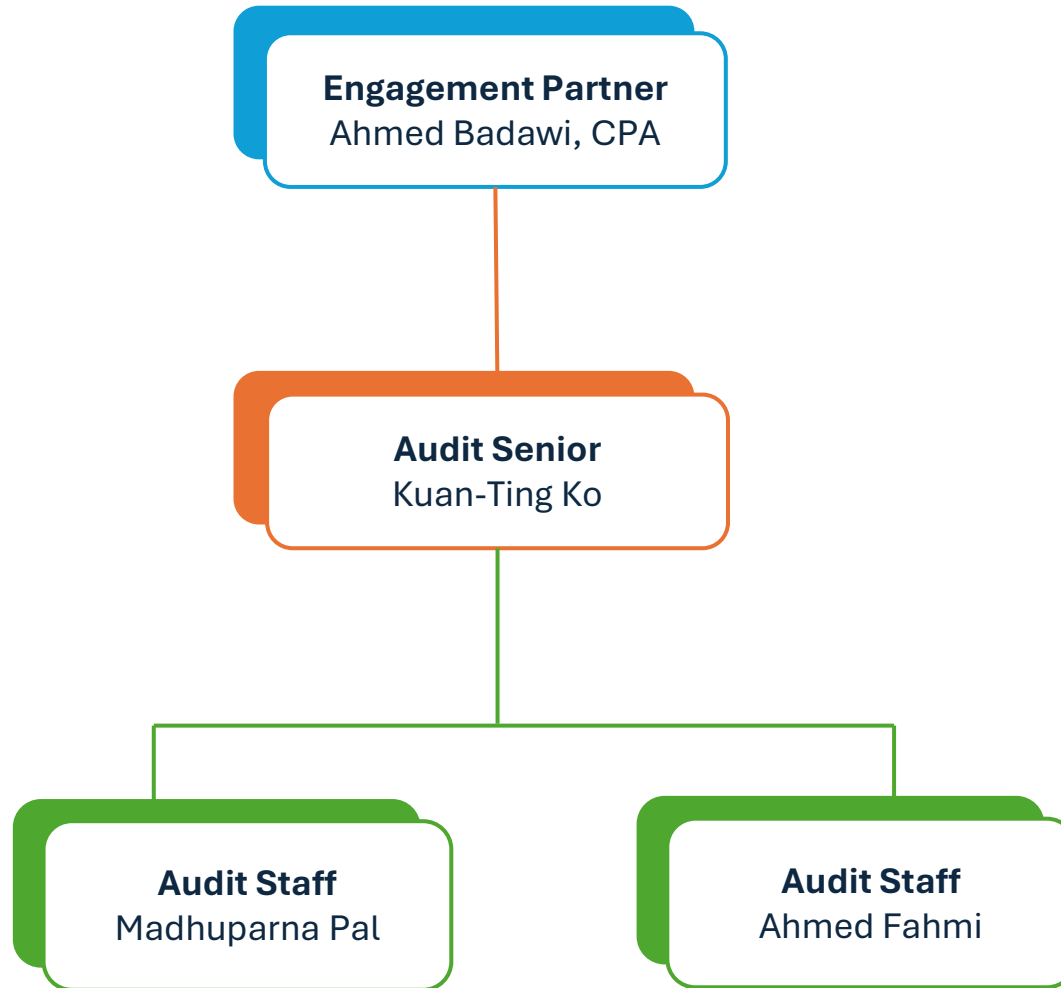 Engagement Partner
Ahmed Badawi, CPA
Audit Senior
Kuan-Ting Ko
Audit Staff
Madhuparna Pal
Audit Staff
Ahmed Fahmi